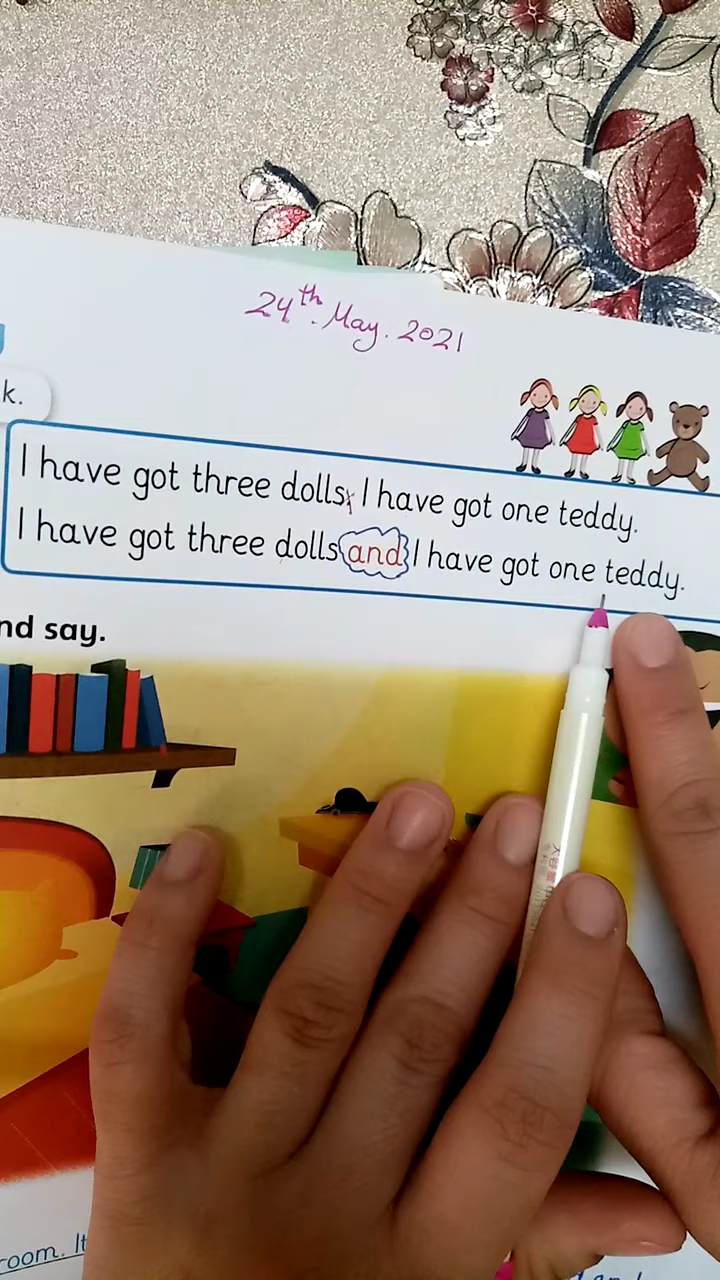 24th. May. 2021
k.
I have got three dolls. I have got one teddy.
I have got three dolls and I have got one teddy.
nd say.
room. It